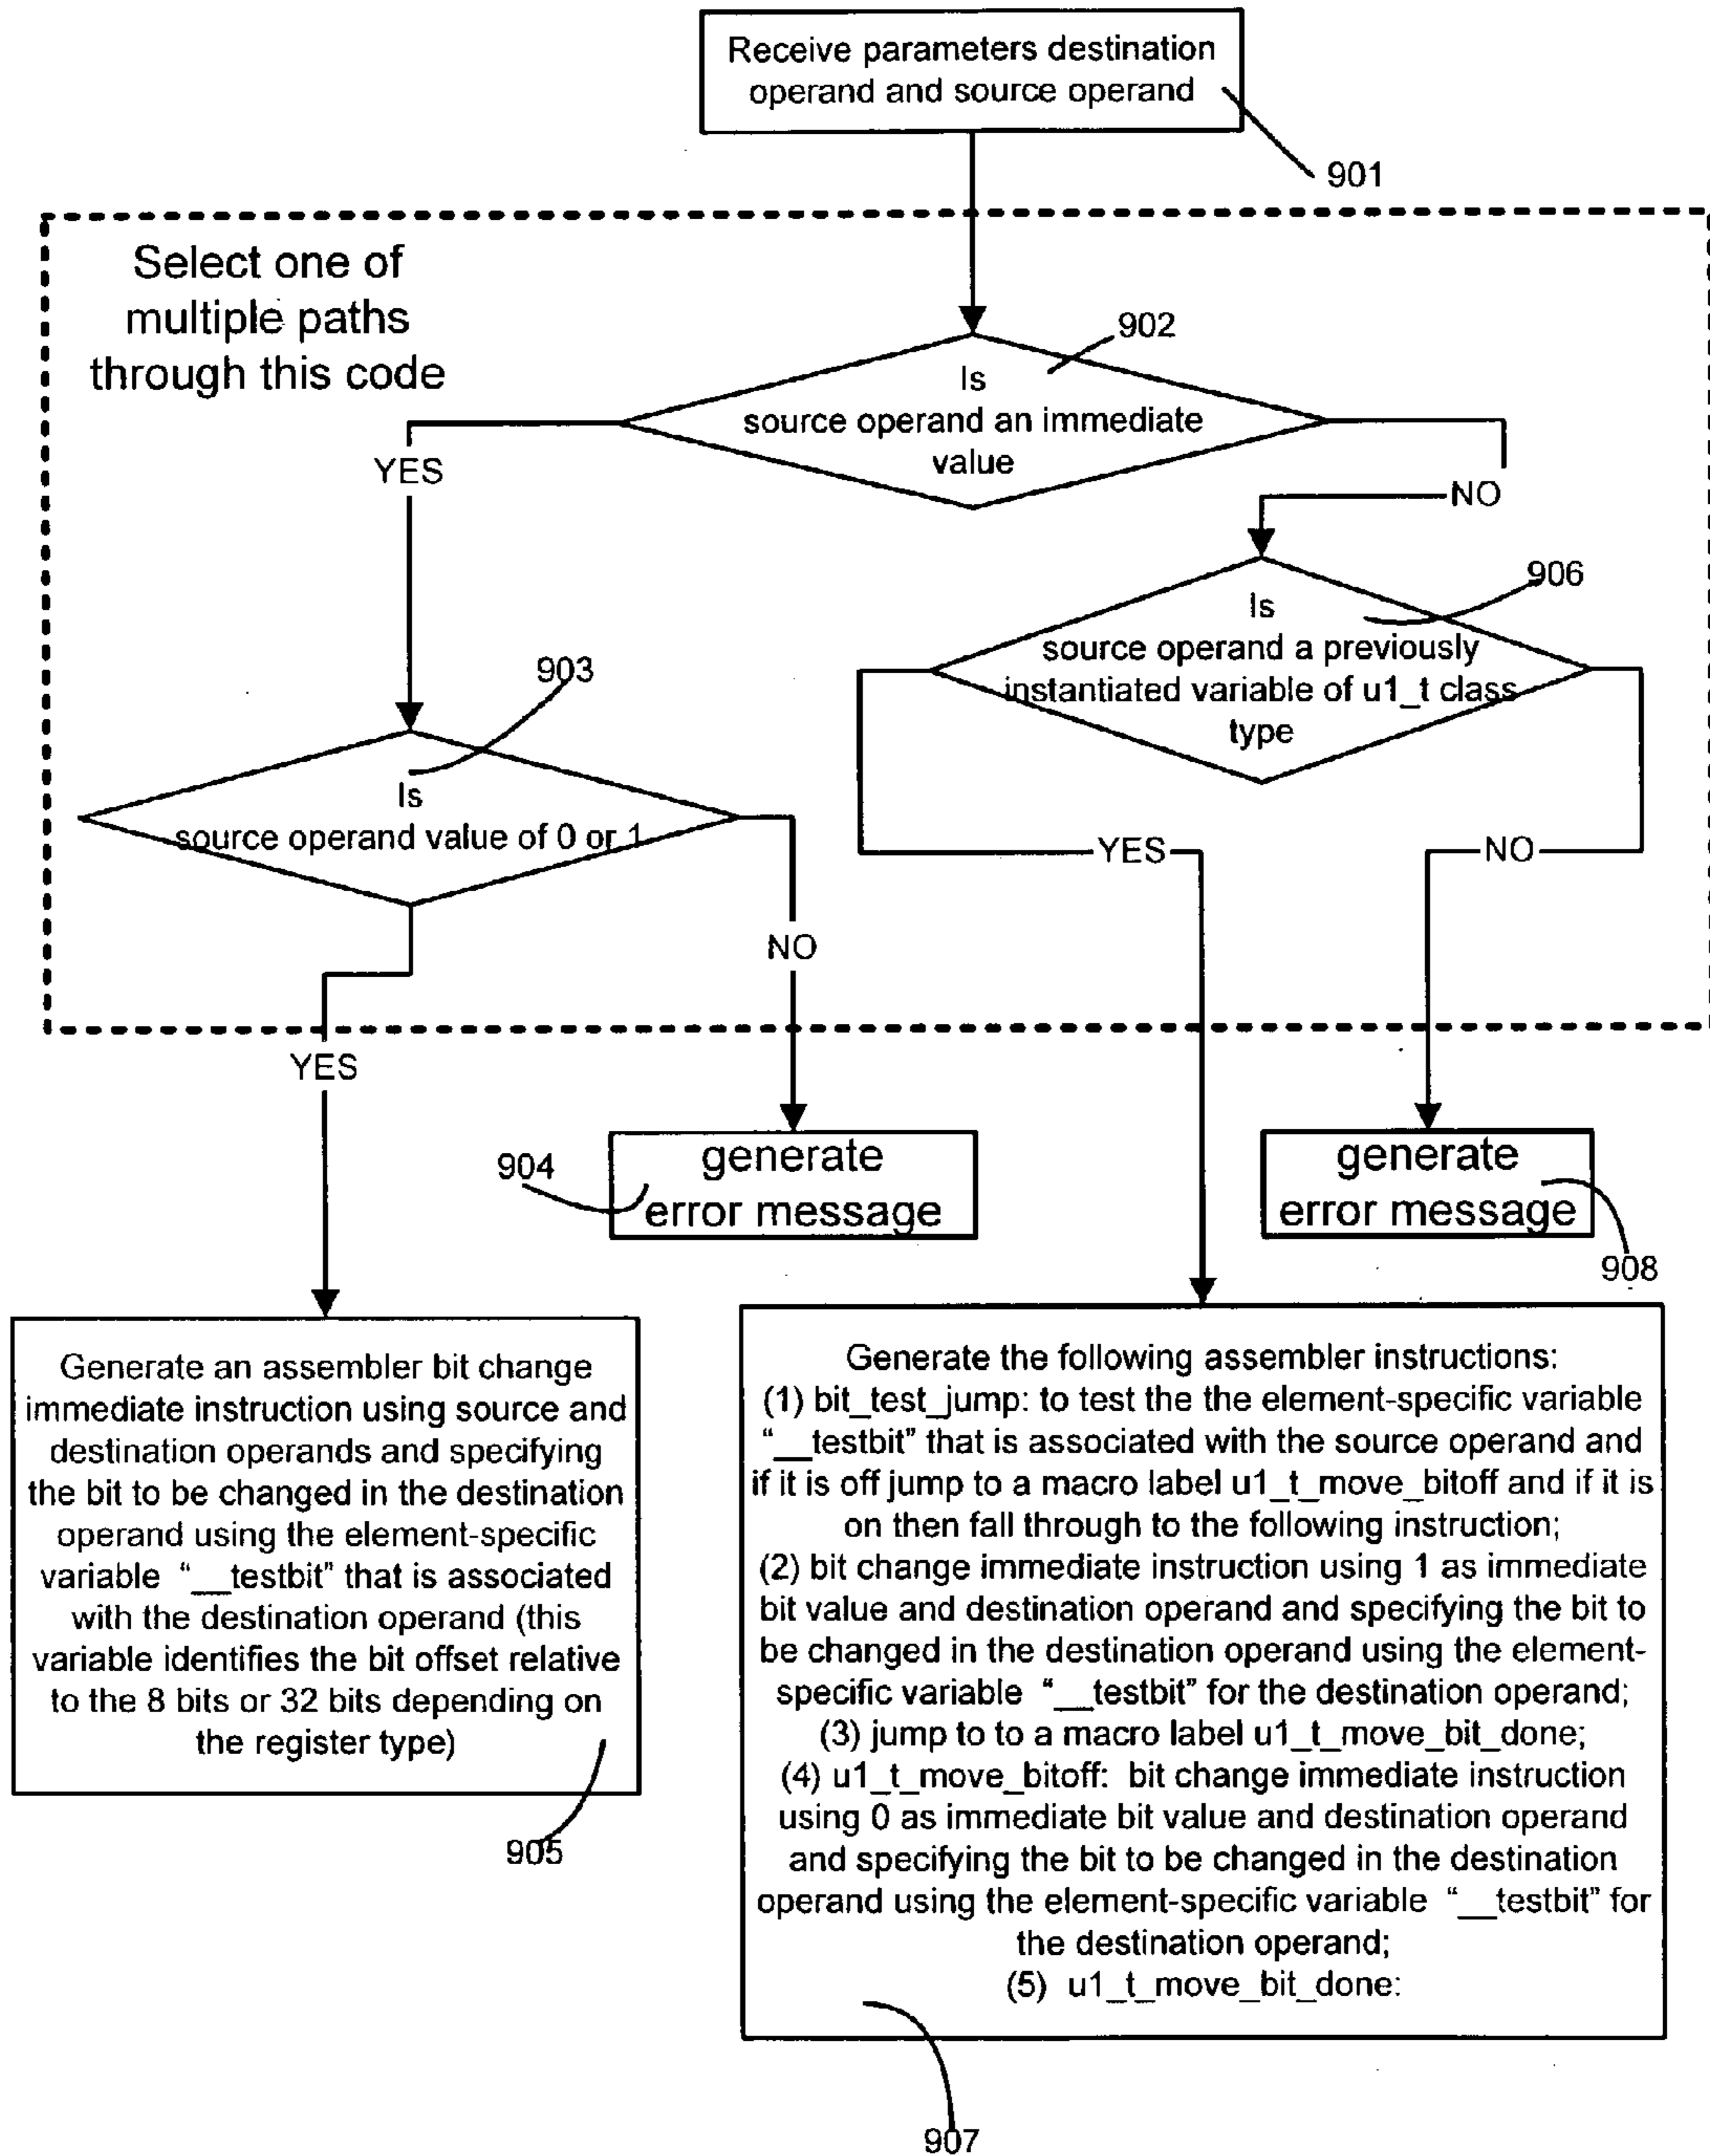 Receive parameters destination
operand and source operand
901
Select one of
multiple paths
through this code
902
Is
source operand an immediate
value
YES
NO
906
Is
source operand a previously
instantiated variable of u1_t class
type
903
Is
source operand value of 0 or 1
YES
NO
NO
YES
904
generate
error message
generate
error message
908
Generate an assembler bit change
immediate instruction using source and
destination operands and specifying
the bit to be changed in the destination
operand using the element-specific
variable “__testbit” that is associated
with the destination operand (this
variable identifies the bit offset relative
to the 8 bits or 32 bits depending on
the register type)
905
Generate the following assembler instructions:
(1) bit_test_jump: to test the the element-specific variable
“__testbit” that is associated with the source operand and
if it is off jump to a macro label u1_t_move_bitoff and if it is
on then fall through to the following instruction;
(2) bit change immediate instruction using 1 as immediate
bit value and destination operand and specifying the bit to
be changed in the destination operand using the element-
specific variable “__testbit” for the destination operand;
(3) jump to to a macro label u1_t_move_bit_done;
(4) u1_t_move_bitoff: bit change immediate instruction
using 0 as immediate bit value and destination operand
and specifying the bit to be changed in the destination
operand using the element-specific variable “__testbit” for
the destination operand;
(5) u1_t_move_bit_done:
907